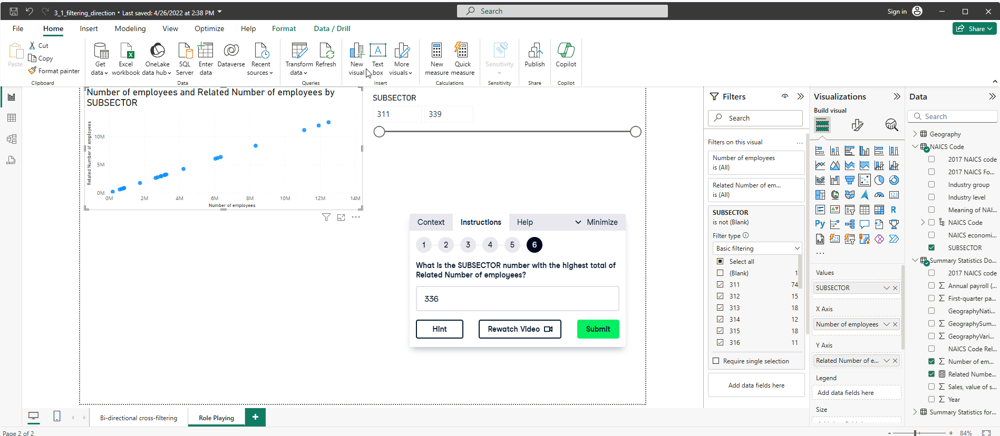 3_1_filtering_direction • Last saved: 4/26/2022 at 2:38 PM
Search
Sign in
File
Home
Insert
Modeling
View
Optimize
Help
Format
Data / Drill
Share
Paste
Cut
Copy
Format painter
Clipboard
Get data
Excel workbook
OneLake data hub
SQL Server
Enter data
Dataverse
Recent sources
Data
Transform data
Refresh
Queries
New visual
Text box
More visuals
Insert
New measure
Quick measure
Calculations
Sensitivity
Sensitivity
Publish
Share
Copilot
Copilot
Number of employees and Related Number of employees by
SUBSECTOR
Related Number of employees
10M
5M
0M
0M
2M
4M
6M
8M
10M
12M
14M
Number of employees
SUBSECTOR
311
339
Context
Instructions
Help
Minimize
1
2
3
4
5
6
What is the SUBSECTOR number with the highest total of
Related Number of employees?
336
Hint
Rewatch Video
Submit
Filters
Search
Filters on this visual
...
Number of employees
is (All)
Related Number of em...
is (All)
SUBSECTOR
is not (Blank)
Filter type
Basic filtering
Select all
(Blank) 1
311 74
312 15
313 18
314 12
315 18
316 11
Require single selection
Add data fields here
Visualizations
Build visual
123
R
Py
...
Values
SUBSECTOR
X Axis
Number of employees
Y Axis
Related Number of e...
Legend
Add data fields here
Size
Data
Search
Geography
NAICS Code
2017 NAICS code
2017 NAICS Fo...
Industry group
Industry level
Meaning of NAI...
NAICS Code
NAICS economi...
SUBSECTOR
Summary Statistics Do...
2017 NAICS code
Annual payroll (...
First-quarter pa...
GeographyNati...
GeographySum...
GeographyVari...
NAICS Code Rel...
Number of em...
Related Numbe...
Sales, value of s...
Year
Summary Statistics for...
Bi-directional cross-filtering
Role Playing
Page 2 of 2
- + 84%